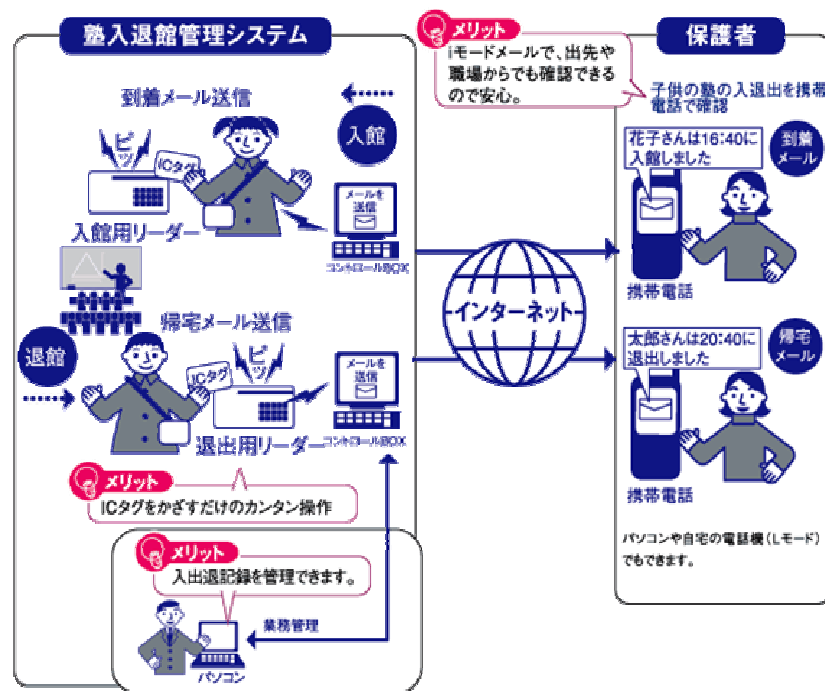 塾入退館管理システム
到着メール送信
入館
ピッ
ICタグ
メールを
送信
入館用リーダー
コントロールBOX
帰宅メール送信
退館
ピッ
ICタグ
メールを
送信
退出用リーダー
コントロールBOX
メリット
ICタグをかざすだけのカンタン操作
メリット
入出退記録を管理できます。
業務管理
パソコン
インターネット
メリット
iモードメールで、出先や
職場からでも確認できる
ので安心。
保護者
子供の塾の入退出を携帯
電話で確認
花子さんは16:40に
入館しました
到着
メール
携帯電話
太郎さんは20:40に
退出しました
帰宅
メール
携帯電話
パソコンや自宅の電話機(Lモード)
でもできます。